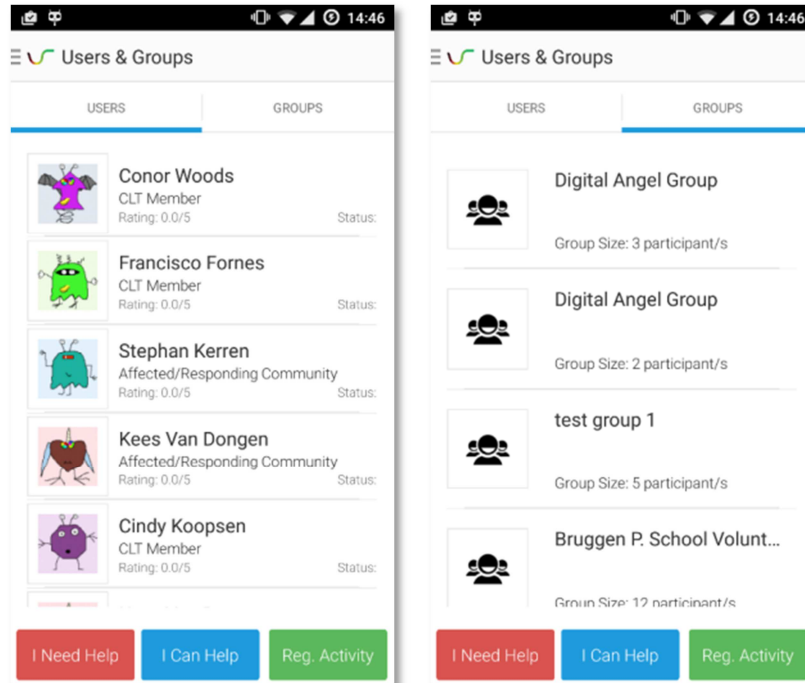 14:46
Users & Groups
USERS GROUPS
Conor Woods
CLT Member
Rating: 0.0/5 Status:
Francisco Fornes
CLT Member
Rating: 0.0/5 Status:
Stephan Kerren
Affected/Responding Community
Rating: 0.0/5 Status:
Kees Van Dongen
Affected/Responding Community
Rating: 0.0/5 Status:
Cindy Koopsen
CLT Member
Rating: 0.0/5 Status:
I Need Help I Can Help Reg. Activity
14:46
Users & Groups
USERS GROUPS
Digital Angel Group
Group Size: 3 participant/s
Digital Angel Group
Group Size: 2 participant/s
test group 1
Group Size: 5 participant/s
Bruggen P. School Volunt...
Group Size: 12 participant/s
I Need Help I Can Help Reg. Activity